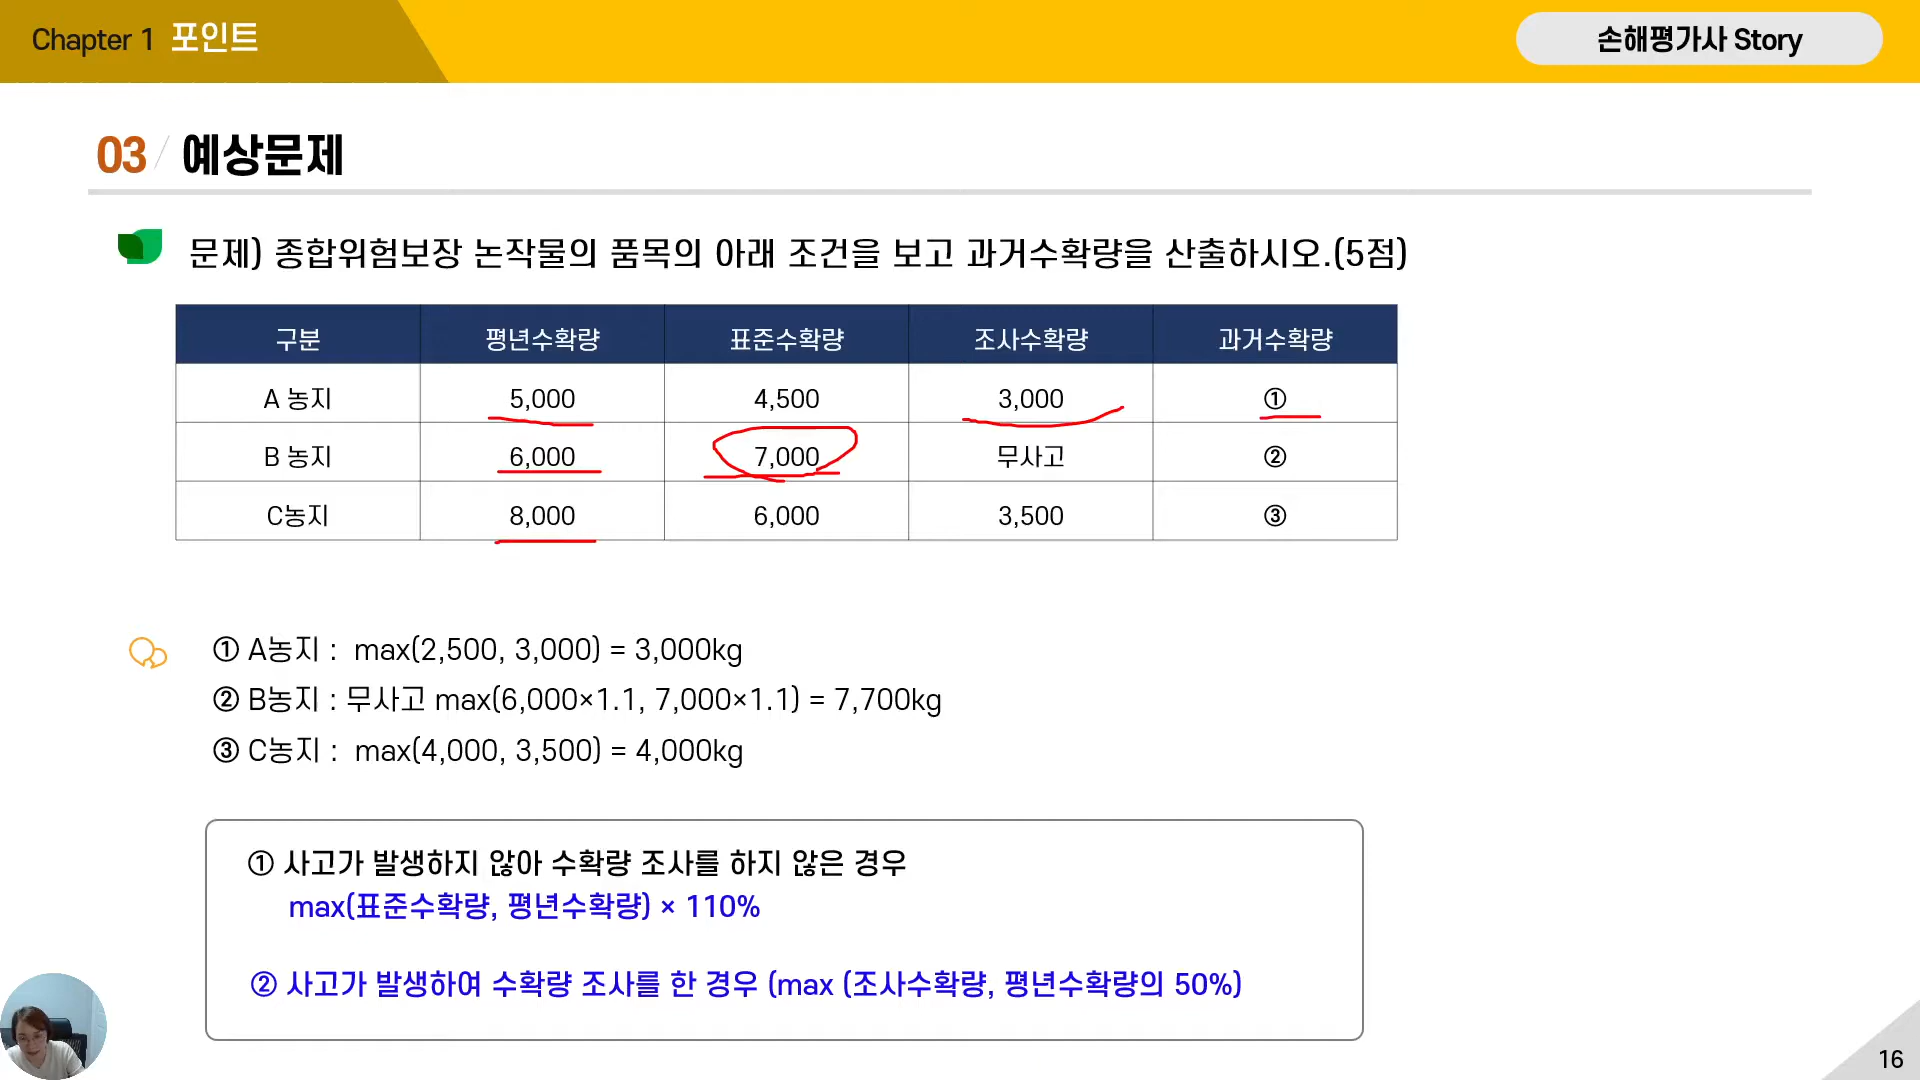 Chapter 1 포인트
손해평가사 Story
03 / 예상문제
문제) 종합위험보장 논작물의 품목의 아래 조건을 보고 과거수확량을 산출하시오.(5점)
구분 평년수확량 표준수확량 조사수확량 과거수확량
A 농지 5,000 4,500 3,000 ①
B 농지 6,000 7,000 무사고 ②
C농지 8,000 6,000 3,500 ③
① A농지 : max(2,500, 3,000) = 3,000kg
② B농지 : 무사고 max(6,000×1.1, 7,000×1.1) = 7,700kg
③ C농지 : max(4,000, 3,500) = 4,000kg
① 사고가 발생하지 않아 수확량 조사를 하지 않은 경우
max(표준수확량, 평년수확량) × 110%
② 사고가 발생하여 수확량 조사를 한 경우 (max (조사수확량, 평년수확량의 50%)
16